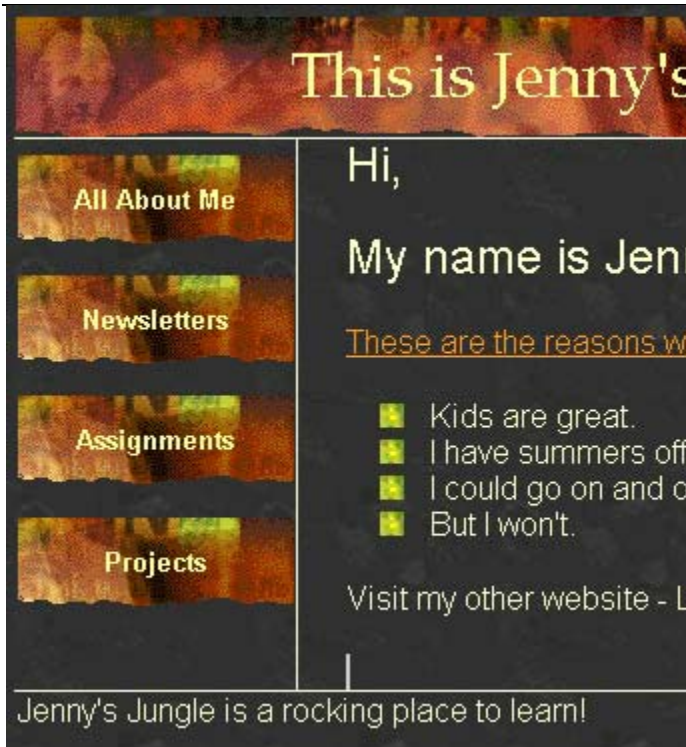 This is Jenny's
All About Me
Newsletters
Assignments
Projects
Hi,
My name is Jen
These are the reasons w
Kids are great.
I have summers off
I could go on and
But I won't.
Visit my other website - L
Jenny's Jungle is a rocking place to learn!